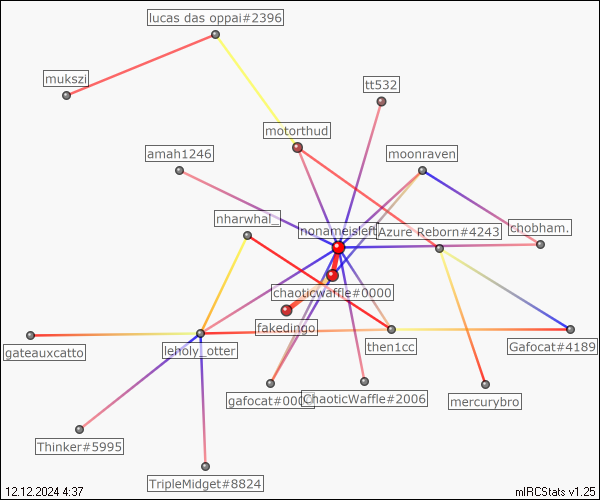 lucas das oppai#2396
mukszi
tt532
motorthud
amah1246
moonraven
nharwhal_
nonameisleft
Azure Reborn#4243
chobham.
chaoticwaffle#0000
fakedingo
gateauxcatto
leholy_otter
then1cc
Gafocat#4189
gafocat#000
ChaoticWaffle#2006
mercurybro
Thinker#5995
TripleMidget#8824
12.12.2024 4:37
mIRCStats v1.25